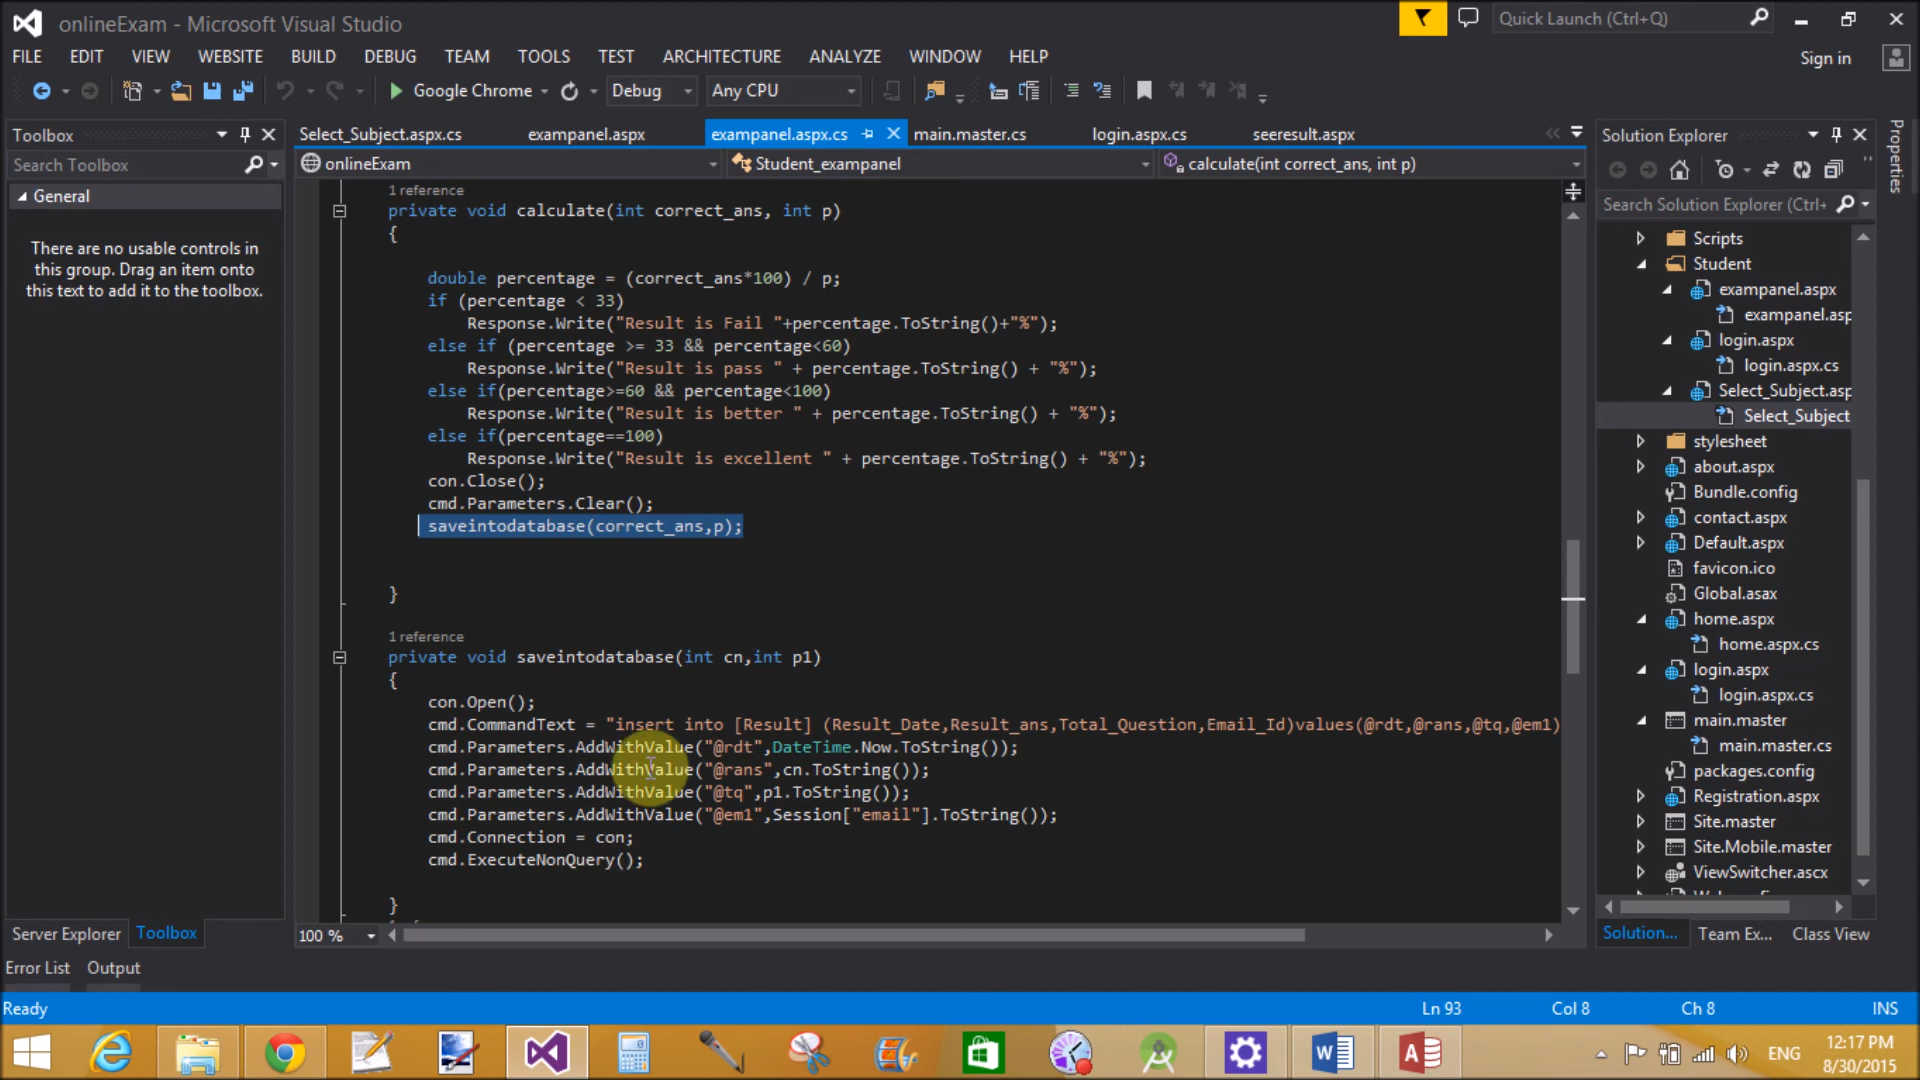 onlineExam - Microsoft Visual Studio
Quick Launch (Ctrl+Q)
FILE EDIT VIEW WEBSITE BUILD DEBUG TEAM TOOLS TEST ARCHITECTURE ANALYZE WINDOW HELP
Sign in
Google Chrome Debug Any CPU
Toolbox
Search Toolbox
General
There are no usable controls in
this group. Drag an item onto
this text to add it to the toolbox.
Select_Subject.aspx.cs exampanel.aspx exampanel.aspx.cs main.master.cs login.aspx.cs seeresult.aspx
onlineExam Student_exampanel calculate(int correct_ans, int p)
1 reference
private void calculate(int correct_ans, int p)
{
double percentage = (correct_ans*100) / p;
if (percentage < 33)
Response.Write("Result is Fail "+percentage.ToString()+"%");
else if (percentage >= 33 && percentage<60)
Response.Write("Result is pass " + percentage.ToString() + "%");
else if(percentage>=60 && percentage<100)
Response.Write("Result is better " + percentage.ToString() + "%");
else if(percentage==100)
Response.Write("Result is excellent " + percentage.ToString() + "%");
con.Close();
cmd.Parameters.Clear();
saveintodatabase(correct_ans,p);
}
1 reference
private void saveintodatabase(int cn,int p1)
{
con.Open();
cmd.CommandText = "insert into [Result] (Result_Date,Result_ans,Total_Question,Email_Id)values(@rdt,@rans,@tq,@em1)
cmd.Parameters.AddWithValue("@rdt",DateTime.Now.ToString());
cmd.Parameters.AddWithValue("@rans",cn.ToString());
cmd.Parameters.AddWithValue("@tq",p1.ToString());
cmd.Parameters.AddWithValue("@em1",Session["email"].ToString());
cmd.Connection = con;
cmd.ExecuteNonQuery();
}
100 %
Solution Explorer
Search Solution Explorer (Ctrl+
Scripts
Student
exampanel.aspx
exampanel.asp
login.aspx
login.aspx.cs
Select_Subject.asp
Select_Subject
stylesheet
about.aspx
Bundle.config
contact.aspx
Default.aspx
favicon.ico
Global.asax
home.aspx
home.aspx.cs
login.aspx
login.aspx.cs
main.master
main.master.cs
packages.config
Registration.aspx
Site.master
Site.Mobile.master
ViewSwitcher.ascx
Properties
Server Explorer Toolbox
Solution... Team Ex... Class View
Error List Output
Ready Ln 93 Col 8 Ch 8 INS
ENG
12:17 PM
8/30/2015